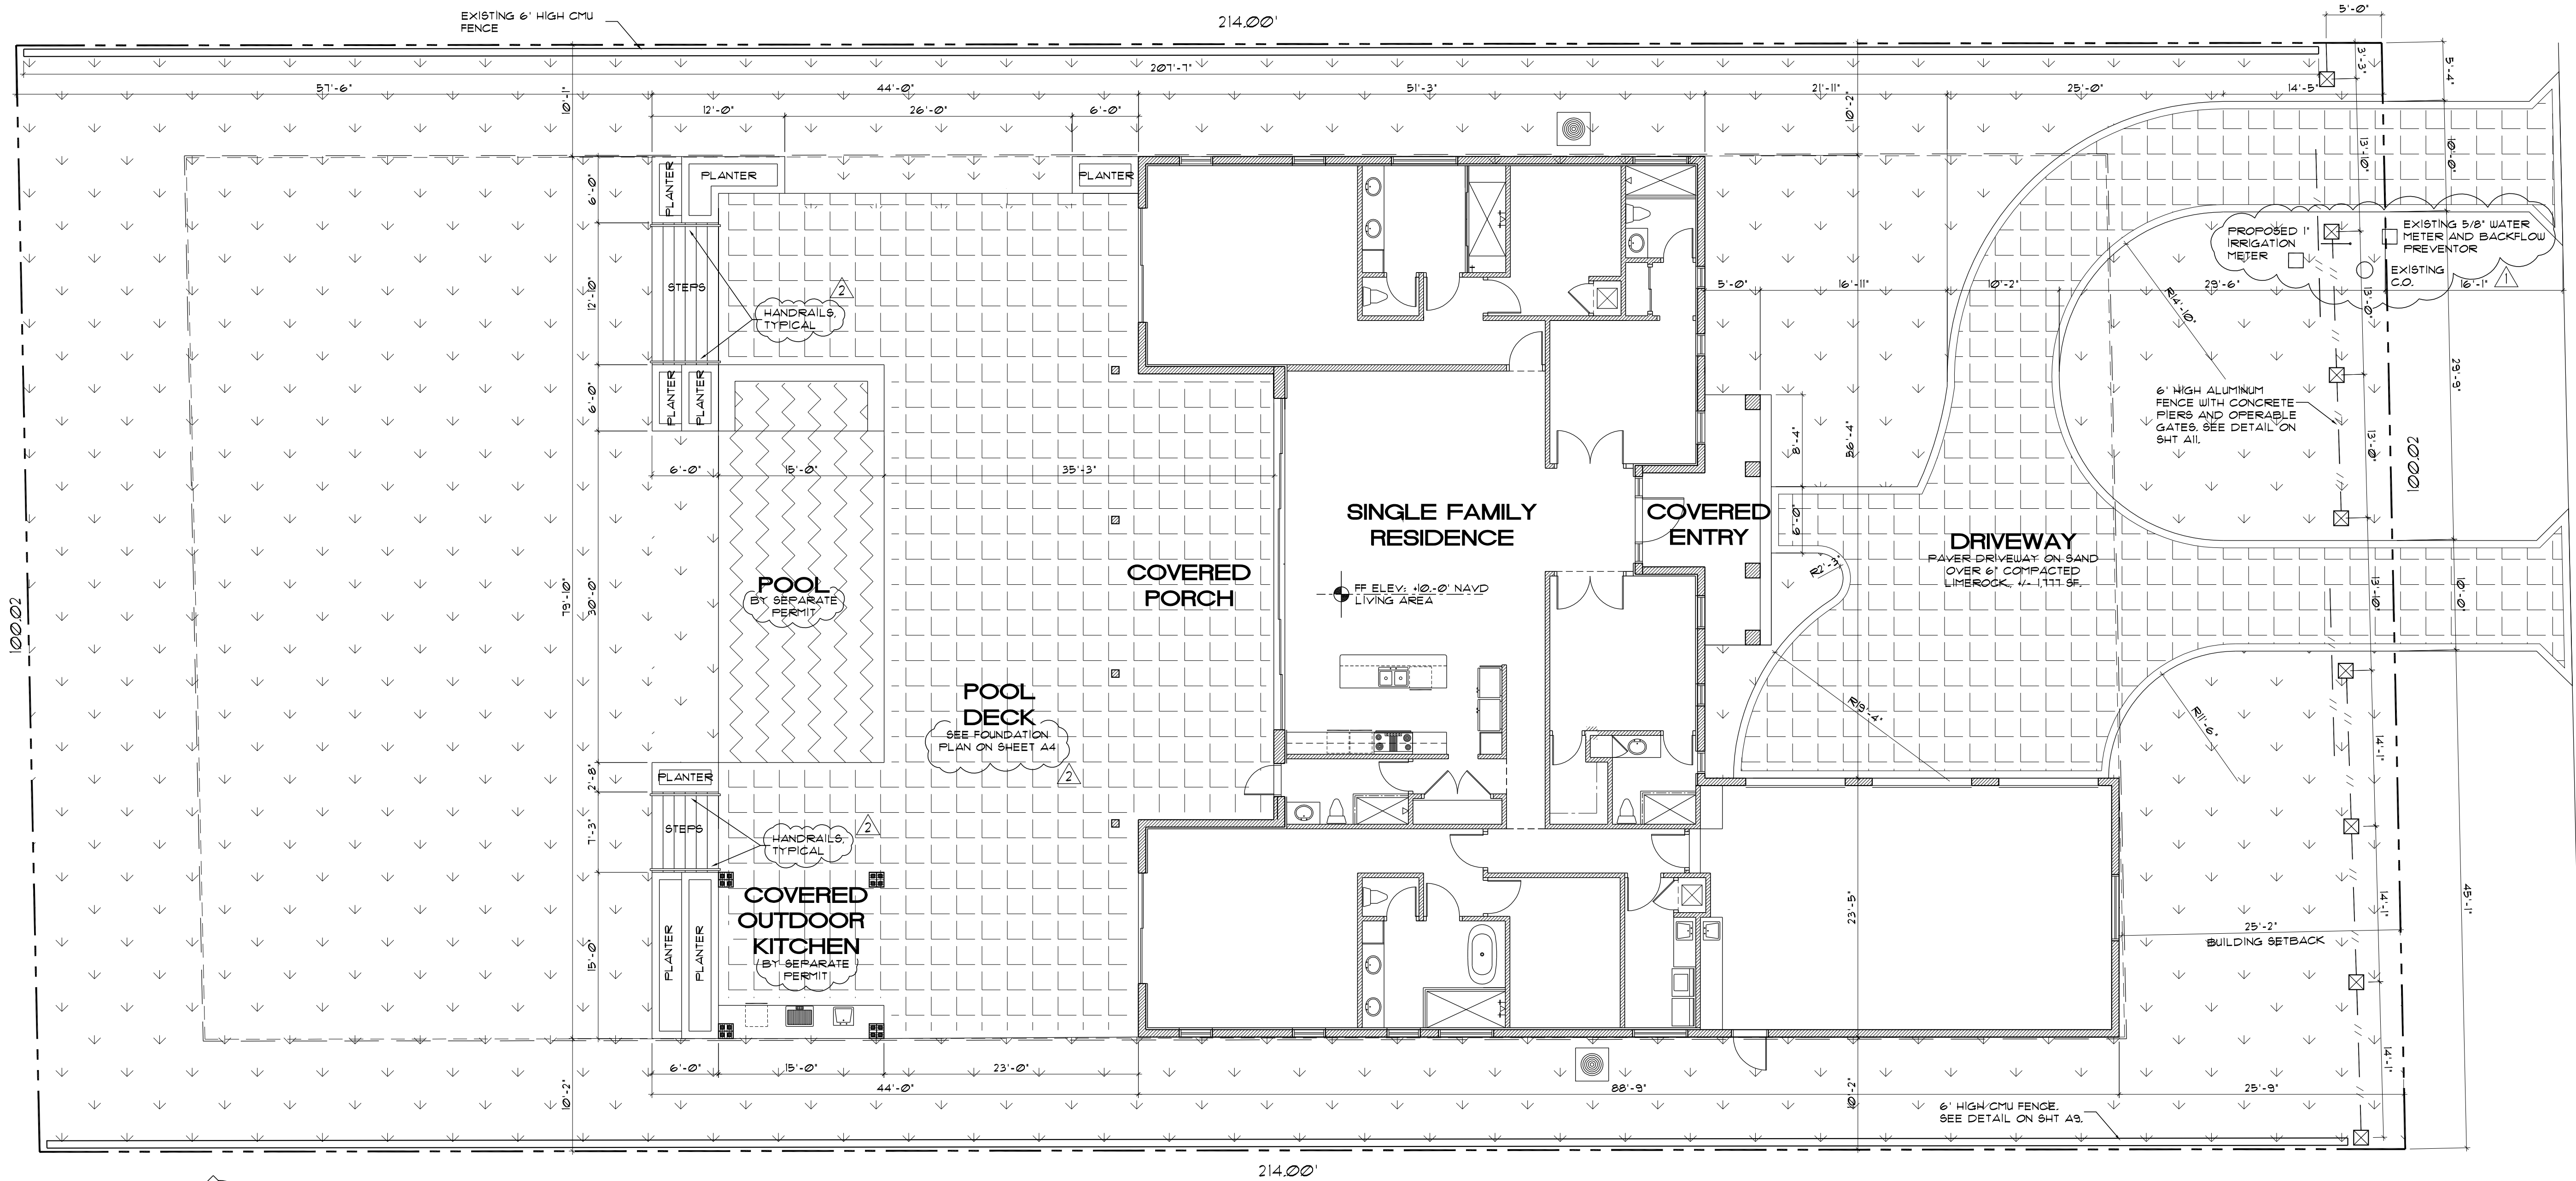 EXISTING 6' HIGH CMU
FENCE
214.00'
5'-0"
207'-7"
3'-3"
5'-4"
57'-6"
10'-1"
44'-0"
51'-3"
21'-11"
10'-2"
25'-0"
14'-5"
12'-0"
26'-0"
6'-0"
13'-10"
10'-0"
6'-0"
PLANTER
PLANTER
PLANTER
PROPOSED 1"
IRRIGATION
METER
EXISTING 5/8" WATER
METER AND BACKFLOW
PREVENTOR
EXISTING
C.O.
1
12'-10"
STEPS
2
HANDRAILS,
TYPICAL
5'-0"
16'-11"
10'-2"
29'-6"
16'-1"
13'-0"
R14'-10"
29'-9"
6'-0"
PLANTER
PLANTER
6' HIGH ALUMINUM
FENCE WITH CONCRETE
PIERS AND OPERABLE
GATES. SEE DETAIL ON
SHT A11.
8'-4"
56'-4"
13'-0"
100.02
6'-0"
15'-0"
35'-3"
SINGLE FAMILY
RESIDENCE
COVERED
ENTRY
6'-0"
DRIVEWAY
PAVER DRIVEWAY ON SAND
OVER 6" COMPACTED
LIMEROCK, +/- 1,777 SF.
R2'-3"
POOL
BY SEPARATE
PERMIT
COVERED
PORCH
FF ELEV: +10.-0' NAVD
LIVING AREA
100.02
79'-10"
30'-0"
13'-10"
10'-0"
POOL
DECK
SEE FOUNDATION
PLAN ON SHEET A4
2
R19'-4"
R11'-6"
14'-1"
2'-8"
PLANTER
7'-3"
STEPS
HANDRAILS,
TYPICAL
2
COVERED
OUTDOOR
KITCHEN
BY SEPARATE
PERMIT
15'-0"
PLANTER
PLANTER
23'-5"
14'-1"
45'-1"
25'-2"
BUILDING SETBACK
14'-1"
6'-0"
15'-0"
23'-0"
44'-0"
88'-9"
25'-9"
10'-2"
10'-2"
6' HIGH CMU FENCE.
SEE DETAIL ON SHT A9.
214.00'